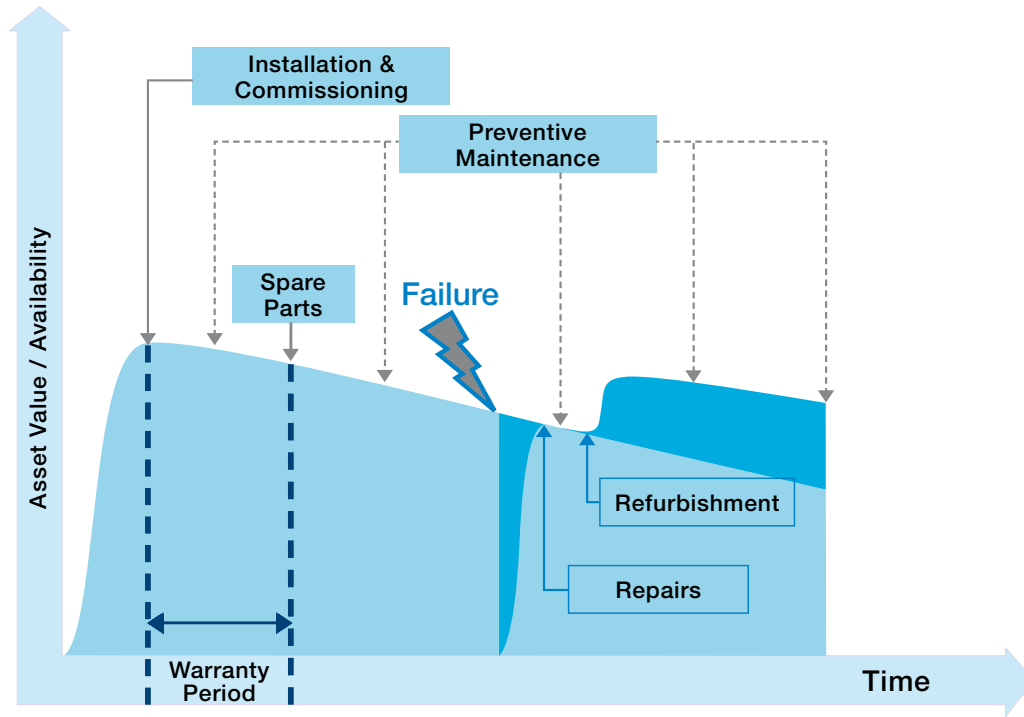 Installation &
Commissioning
Preventive
Maintenance
Spare
Parts
Failure
Asset Value / Availability
Refurbishment
Repairs
Warranty
Period
Time